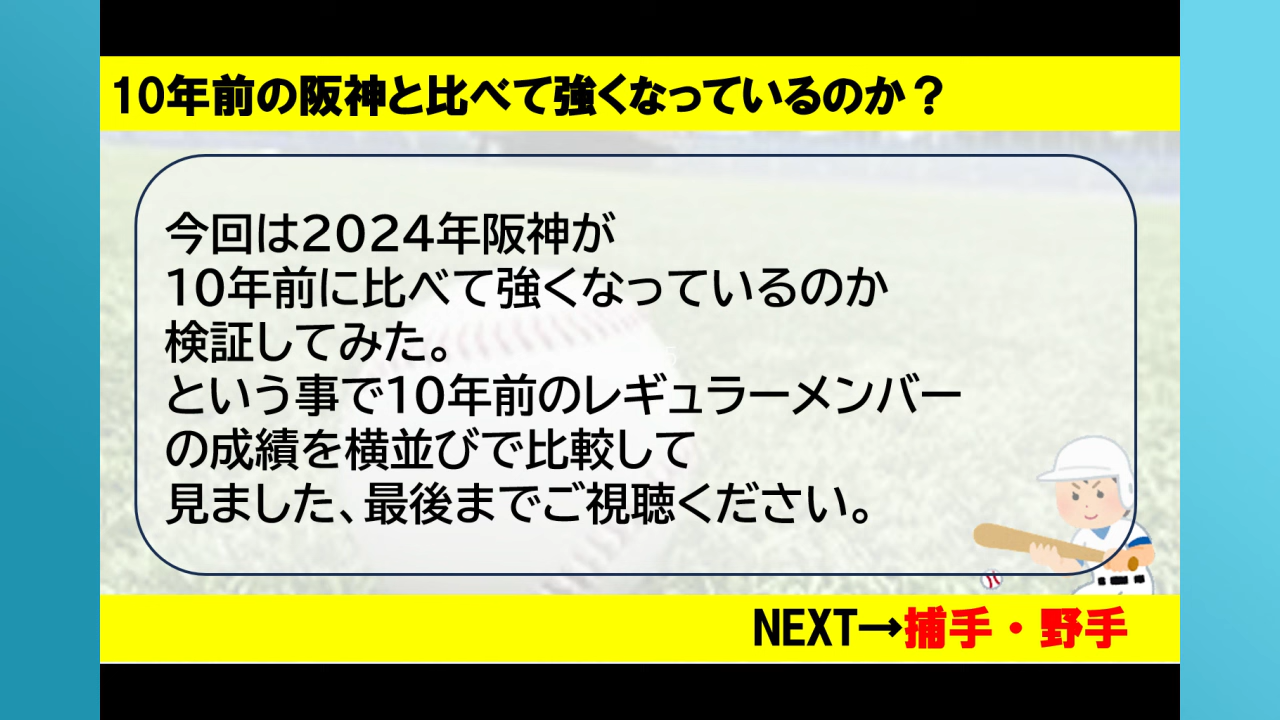 10年前の阪神と比べて強くなっているのか？
今回は2024年阪神が
10年前に比べて強くなっているのか
検証してみた。
という事で10年前のレギュラーメンバー
の成績を横並びで比較して
見ました、最後までご視聴ください。
NEXT→捕手・野手